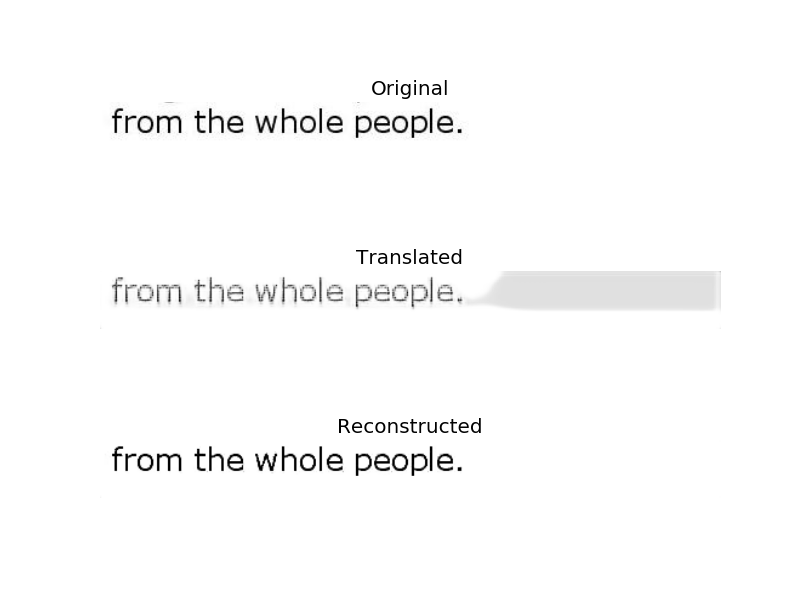 Original
from the whole people.
Translated
from the whole people.
Reconstructed
from the whole people.